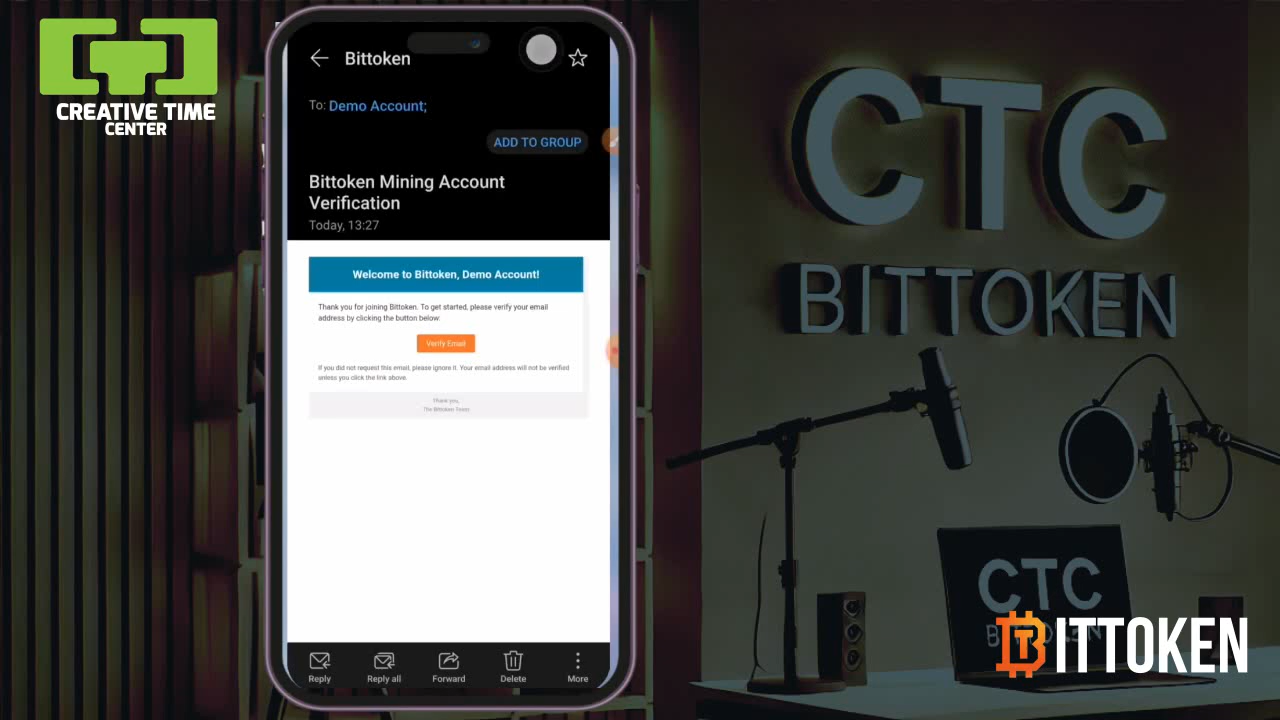 CREATIVE TIME
CENTER
Bittoken
To: Demo Account;
ADD TO GROUP
Bittoken Mining Account
Verification
Today, 13:27
Welcome to Bittoken, Demo Account!
Thank you for joining Bittoken. To get started, please verify your email
address by clicking the button below:
Verify Email
If you did not request this email, please ignore it. Your email address will not be verified
unless you click the link above.
Thank you,
The Bittoken Team
Reply
Reply all
Forward
Delete
More
CTC
BITTOKEN
CTC
BITTOKEN
BITTOKEN